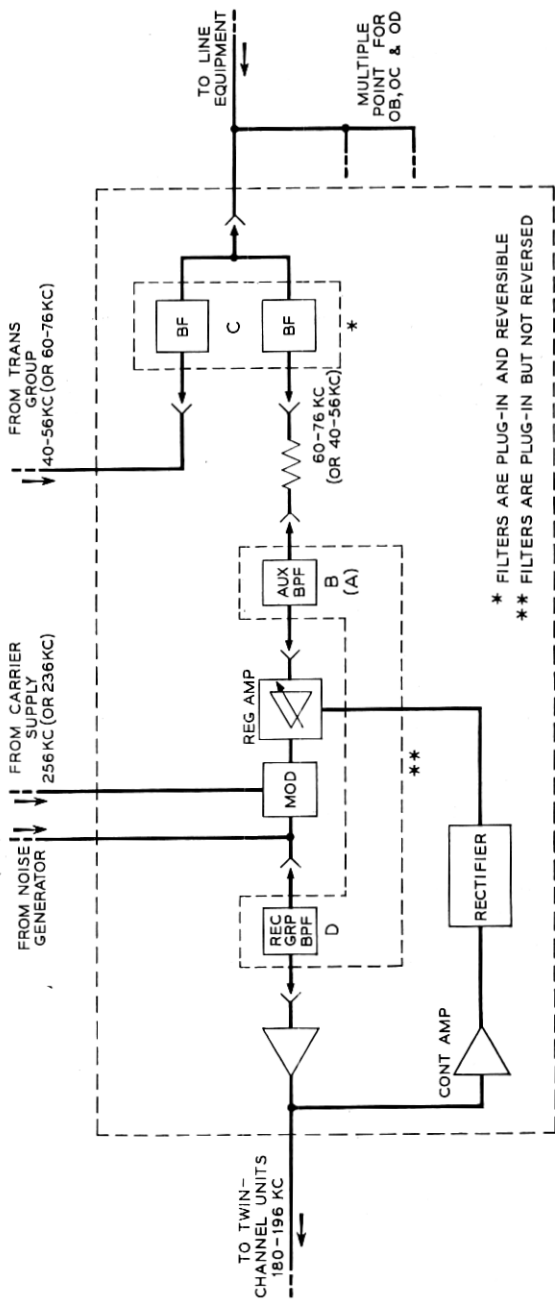 FROM NOISE
GENERATOR
FROM CARRIER
SUPPLY
256KC (OR 236KC)
FROM TRANS
GROUP
40-56KC (OR 60-76KC)
TO LINE
EQUIPMENT
MULTIPLE
POINT FOR
OB, OC & OD
BF
C
BF
*
60-76 KC
(OR 40-56KC)
AUX
BPF
B
(A)
REG AMP
MOD
**
REC
GRP
BPF
D
TO TWIN-
CHANNEL UNITS
180-196 KC
CONT AMP
RECTIFIER
* FILTERS ARE PLUG-IN AND REVERSIBLE
** FILTERS ARE PLUG-IN BUT NOT REVERSED